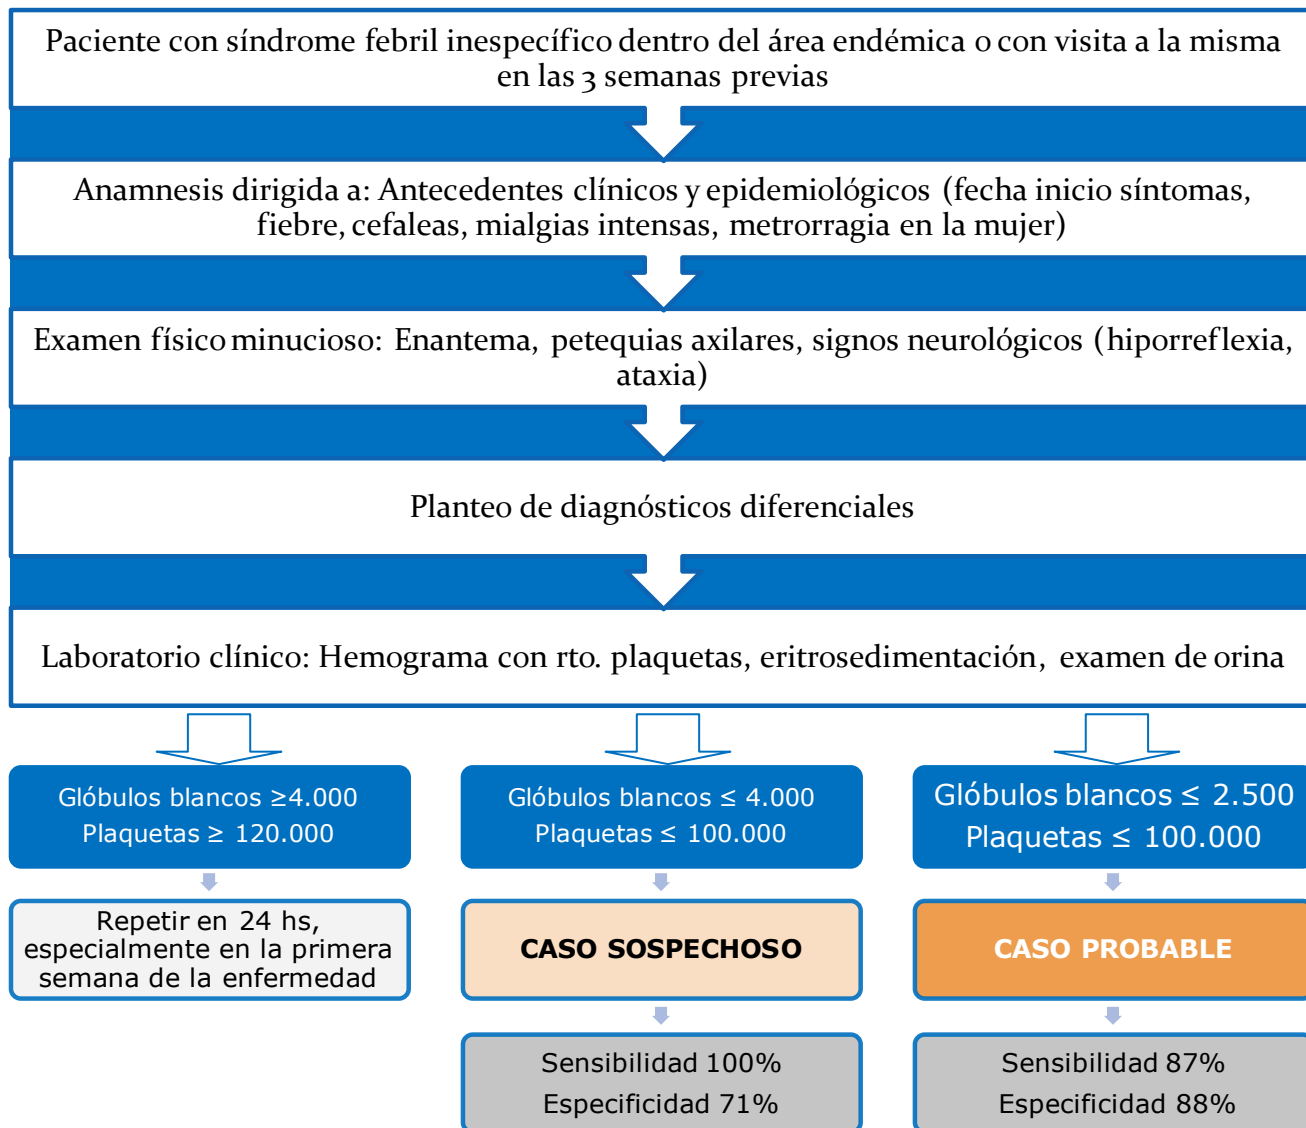 Paciente con síndrome febril inespecífico dentro del área endémica o con visita a la misma
en las 3 semanas previas
Anamnesis dirigida a: Antecedentes clínicos y epidemiológicos (fecha inicio síntomas,
fiebre, cefaleas, mialgias intensas, metrorragia en la mujer)
Examen físico minucioso: Enantema, petequias axilares, signos neurológicos (hiporreflexia,
ataxia)
Planteo de diagnósticos diferenciales
Laboratorio clínico: Hemograma con rto. plaquetas, eritrosedimentación, examen de orina
Glóbulos blancos ≥4.000
Plaquetas ≥ 120.000
Repetir en 24 hs,
especialmente en la primera
semana de la enfermedad
Glóbulos blancos ≤ 4.000
Plaquetas ≤ 100.000
CASO SOSPECHOSO
Sensibilidad 100%
Especificidad 71%
Glóbulos blancos ≤ 2.500
Plaquetas ≤ 100.000
CASO PROBABLE
Sensibilidad 87%
Especificidad 88%